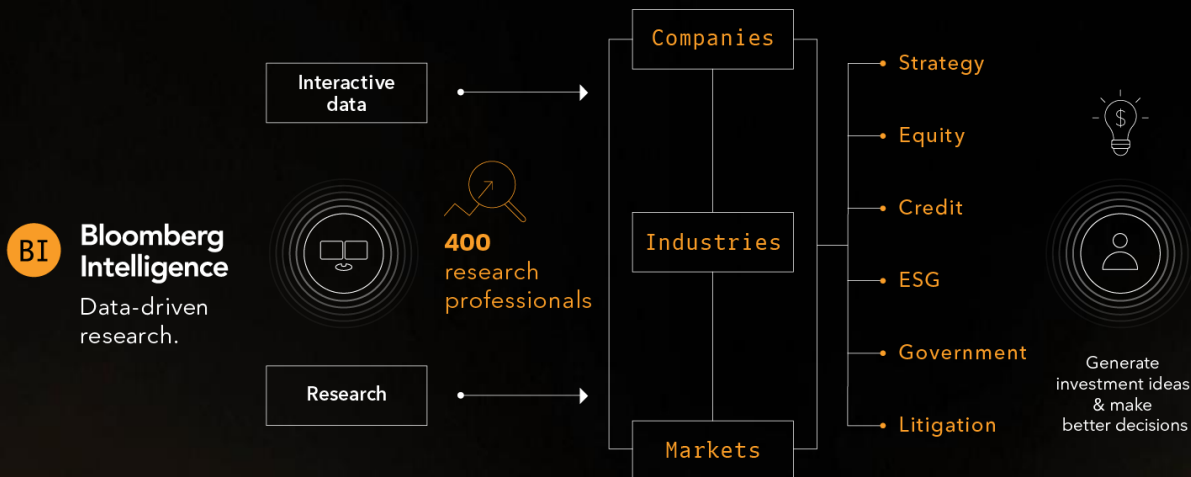 BI
Bloomberg
Intelligence
Data-driven
research.
Interactive
data
400
research
professionals
Research
Companies
Industries
Markets
Strategy
Equity
Credit
ESG
Government
Litigation
$
Generate
investment ideas
& make
better decisions